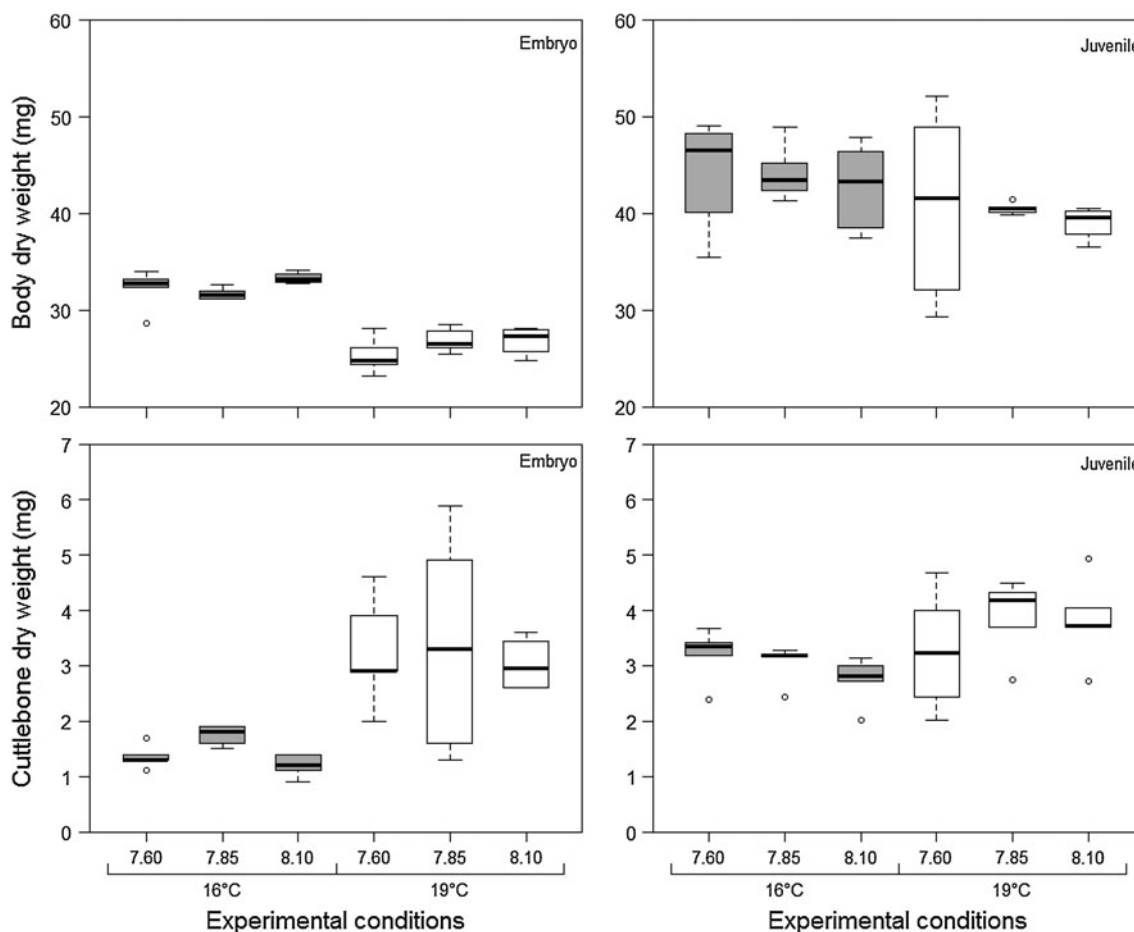 Embryo
Body dry weight (mg)
60
50
40
30
20
Juvenile
60
50
40
30
20
Embryo
Cuttlebone dry weight (mg)
7
6
5
4
3
2
1
0
7.60 7.85 8.10 7.60 7.85 8.10
16°C 19°C
Experimental conditions
Juvenile
7
6
5
4
3
2
1
0
7.60 7.85 8.10 7.60 7.85 8.10
16°C 19°C
Experimental conditions